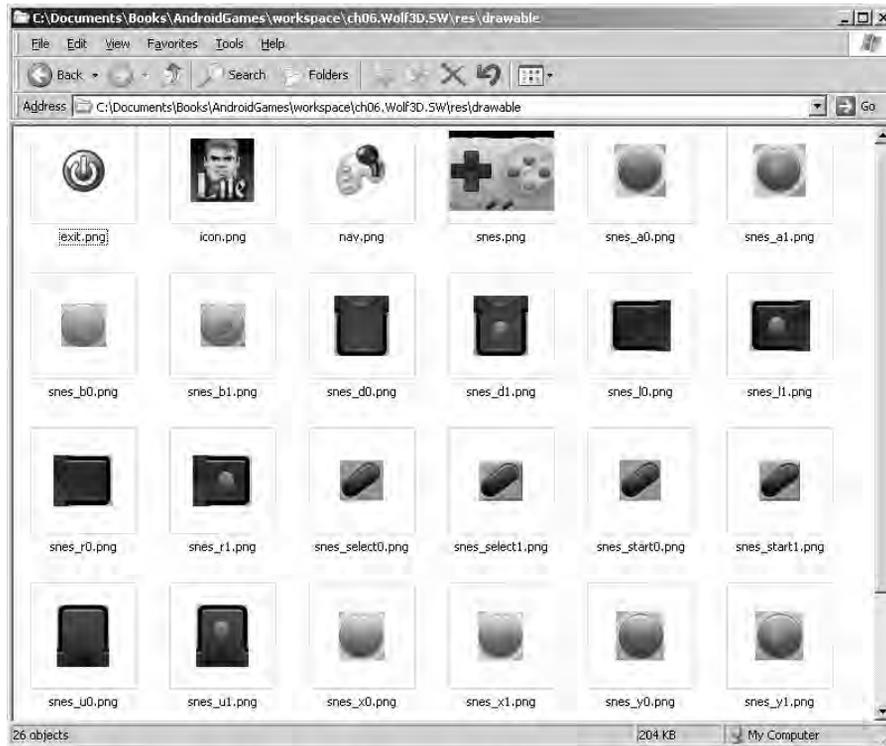 C:\Documents\Books\AndroidGames\workspace\ch06.Wolf3D.SW\res\drawable
File Edit View Favorites Tools Help
Back Search Folders
Address C:\Documents\Books\AndroidGames\workspace\ch06.Wolf3D.SW\res\drawable Go
Lite
exit.png icon.png nav.png snes.png snes_a0.png snes_a1.png
snes_b0.png snes_b1.png snes_d0.png snes_d1.png snes_l0.png snes_l1.png
snes_r0.png snes_r1.png snes_select0.png snes_select1.png snes_start0.png snes_start1.png
snes_u0.png snes_u1.png snes_x0.png snes_x1.png snes_y0.png snes_y1.png
26 objects 204 KB My Computer